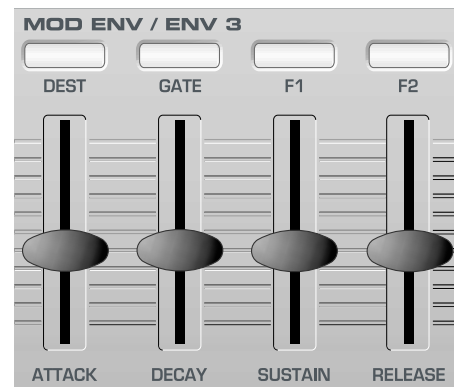 MOD ENV / ENV 3
DEST GATE F1 F2
ATTACK DECAY SUSTAIN RELEASE